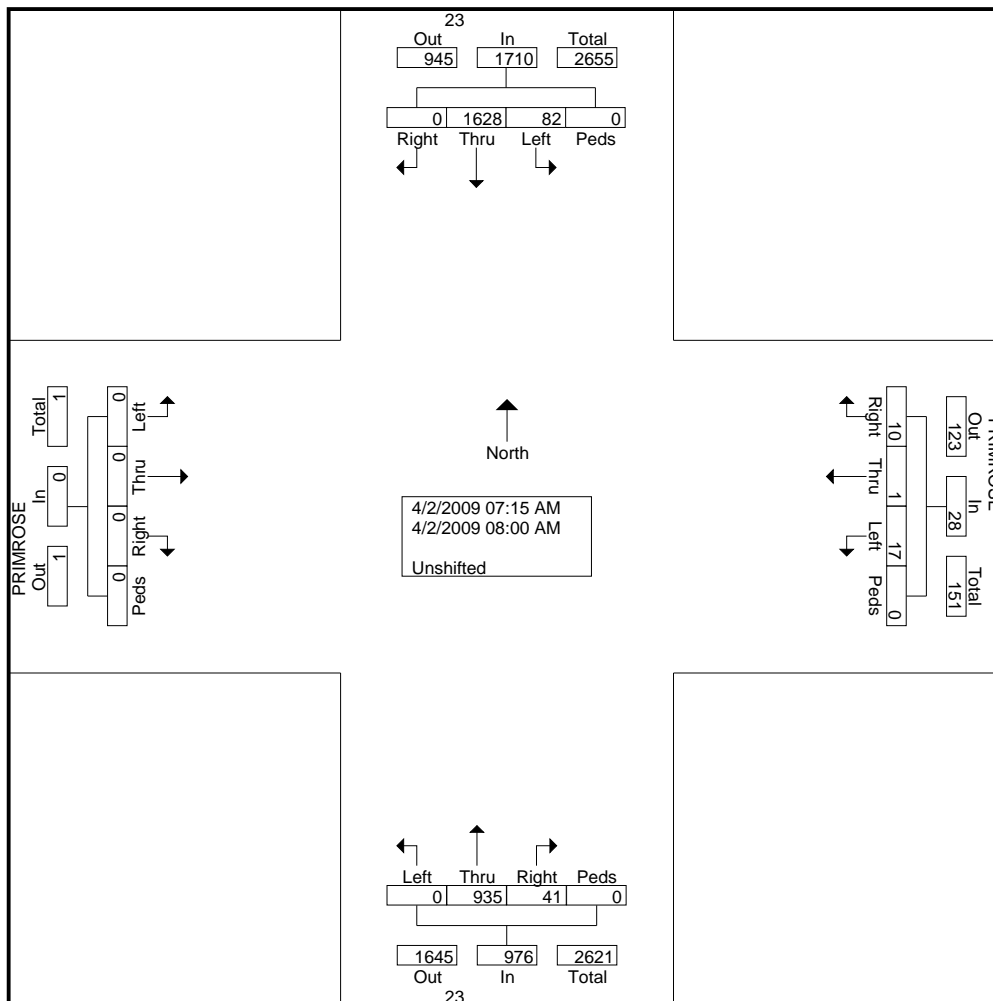 23
Out In Total
945 1710 2655
0 1628 82 0
Right Thru Left Peds
PRIMROSE
Total In Out
1 0 1
0 0 0 0
Left Thru Right Peds
North
4/2/2009 07:15 AM
4/2/2009 08:00 AM
Unshifted
Right Thru Left Peds
10 1 17 0
123 28 151
Out In Total
PRIMROSE
Left Thru Right Peds
0 935 41 0
1645 976 2621
Out In Total
23